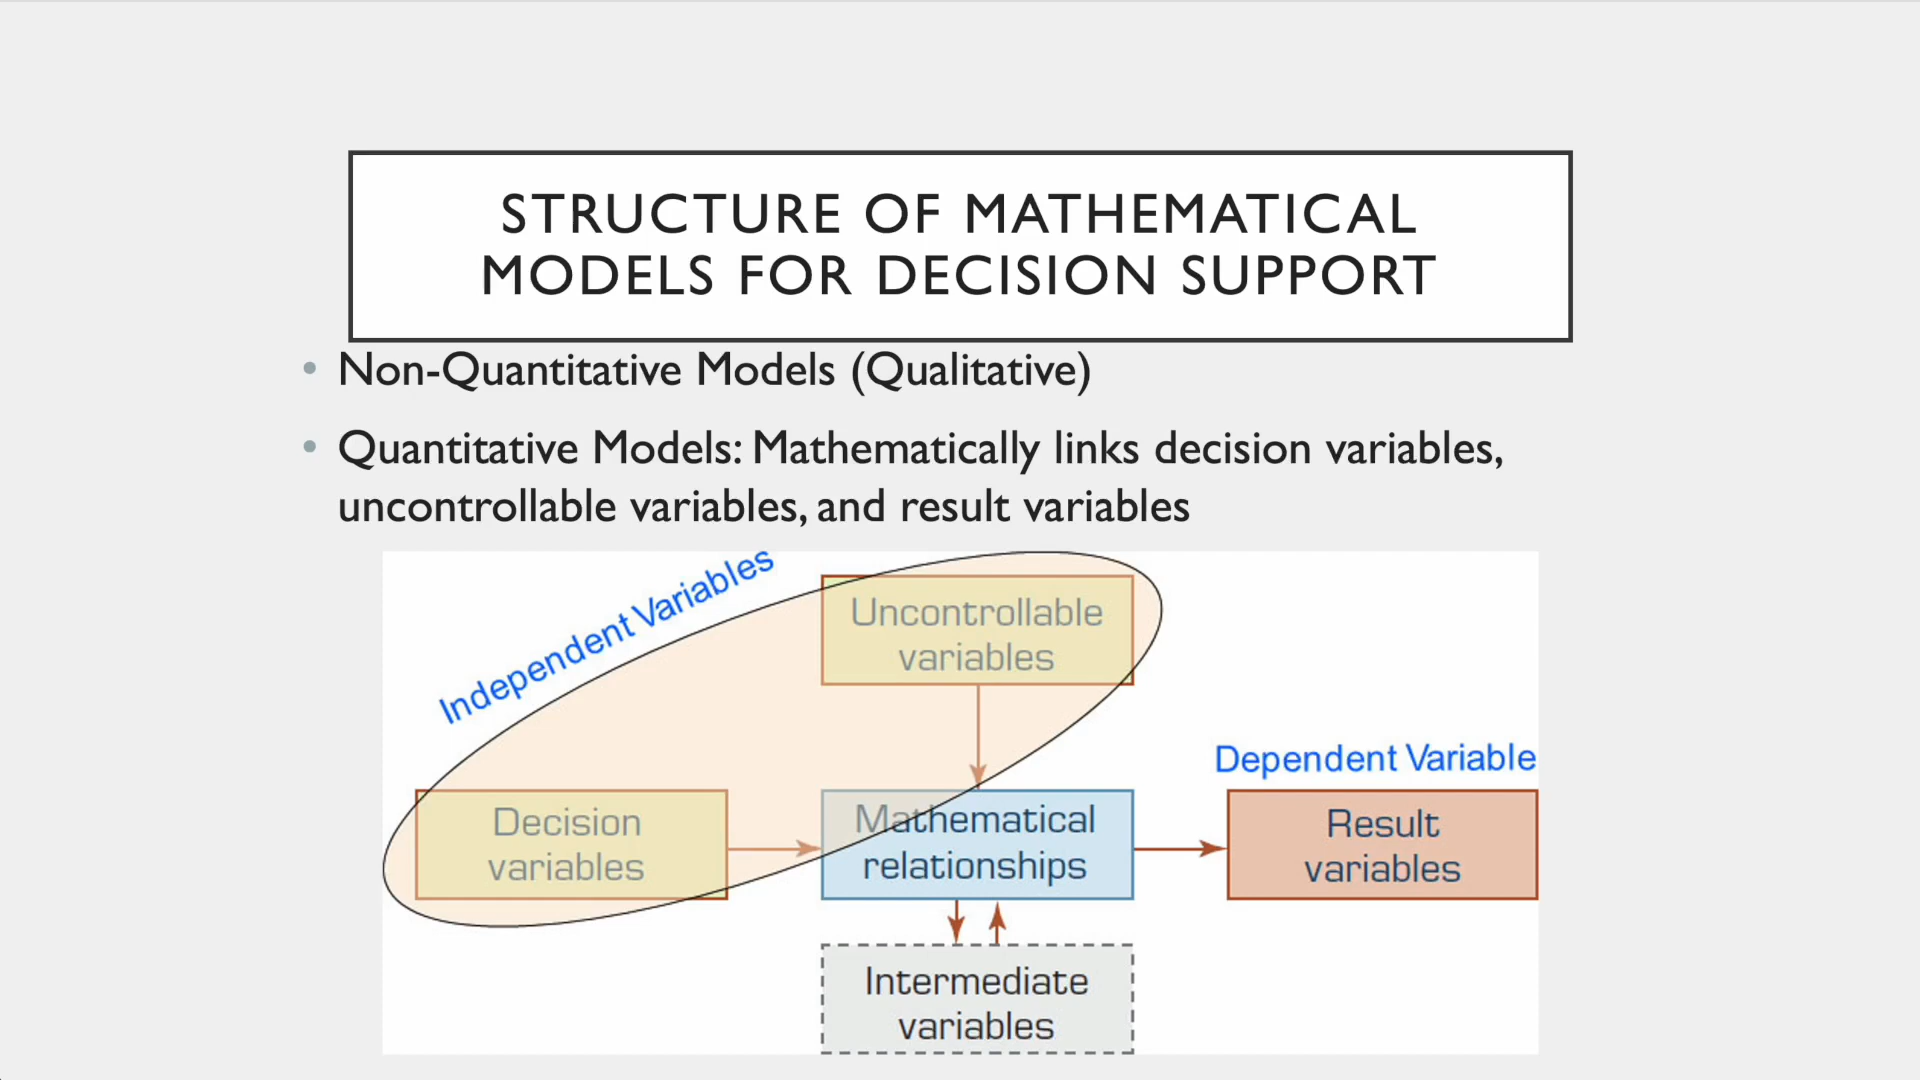 STRUCTURE OF MATHEMATICAL
MODELS FOR DECISION SUPPORT
• Non-Quantitative Models (Qualitative)
• Quantitative Models: Mathematically links decision variables,
uncontrollable variables, and result variables
Independent Variables
Uncontrollable
variables
Decision
variables
Mathematical
relationships
Dependent Variable
Result
variables
Intermediate
variables